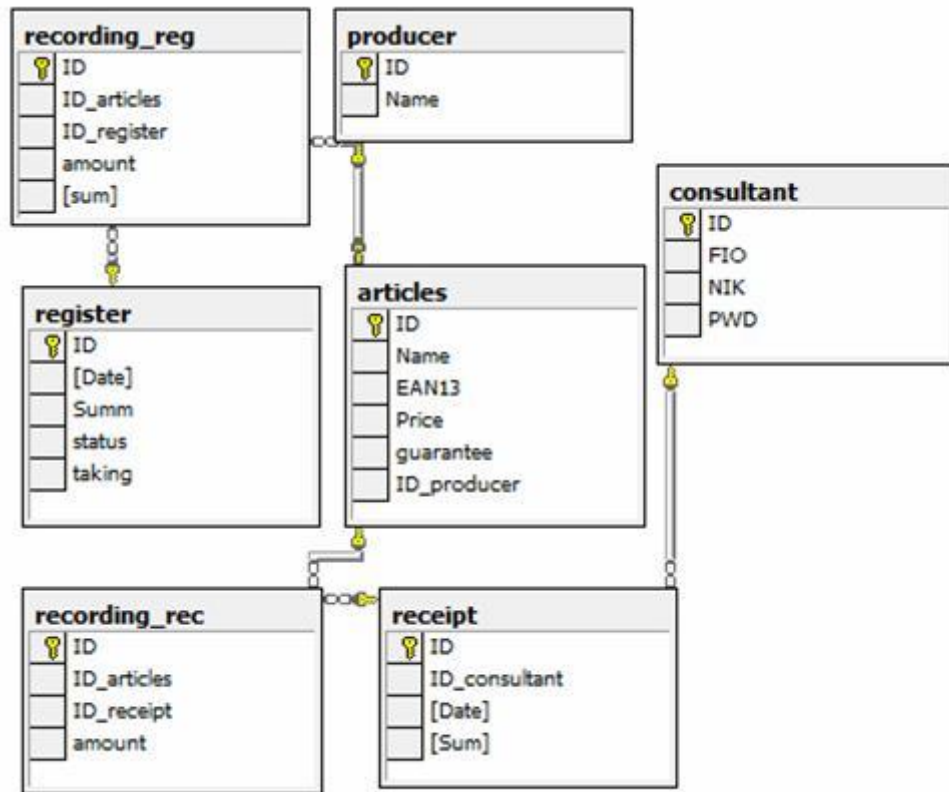 recording_reg
ID
ID_articles
ID_register
amount
[sum]
producer
ID
Name
consultant
ID
FIO
NIK
PWD
register
ID
[Date]
Summ
status
taking
articles
ID
Name
EAN13
Price
guarantee
ID_producer
recording_rec
ID
ID_articles
ID_receipt
amount
receipt
ID
ID_consultant
[Date]
[Sum]